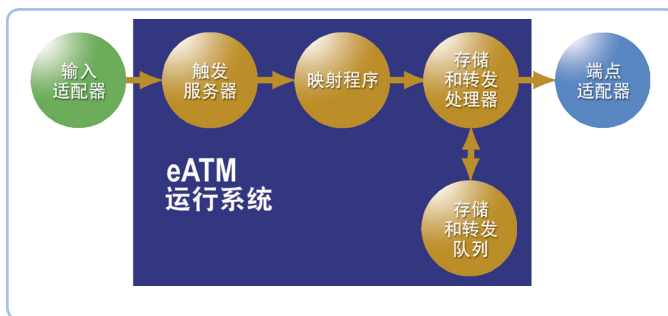 输入
适配器
触发
服务器
映射程序
存储
和转发
处理器
端点
适配器
eATM
运行系统
存储
和转发
队列